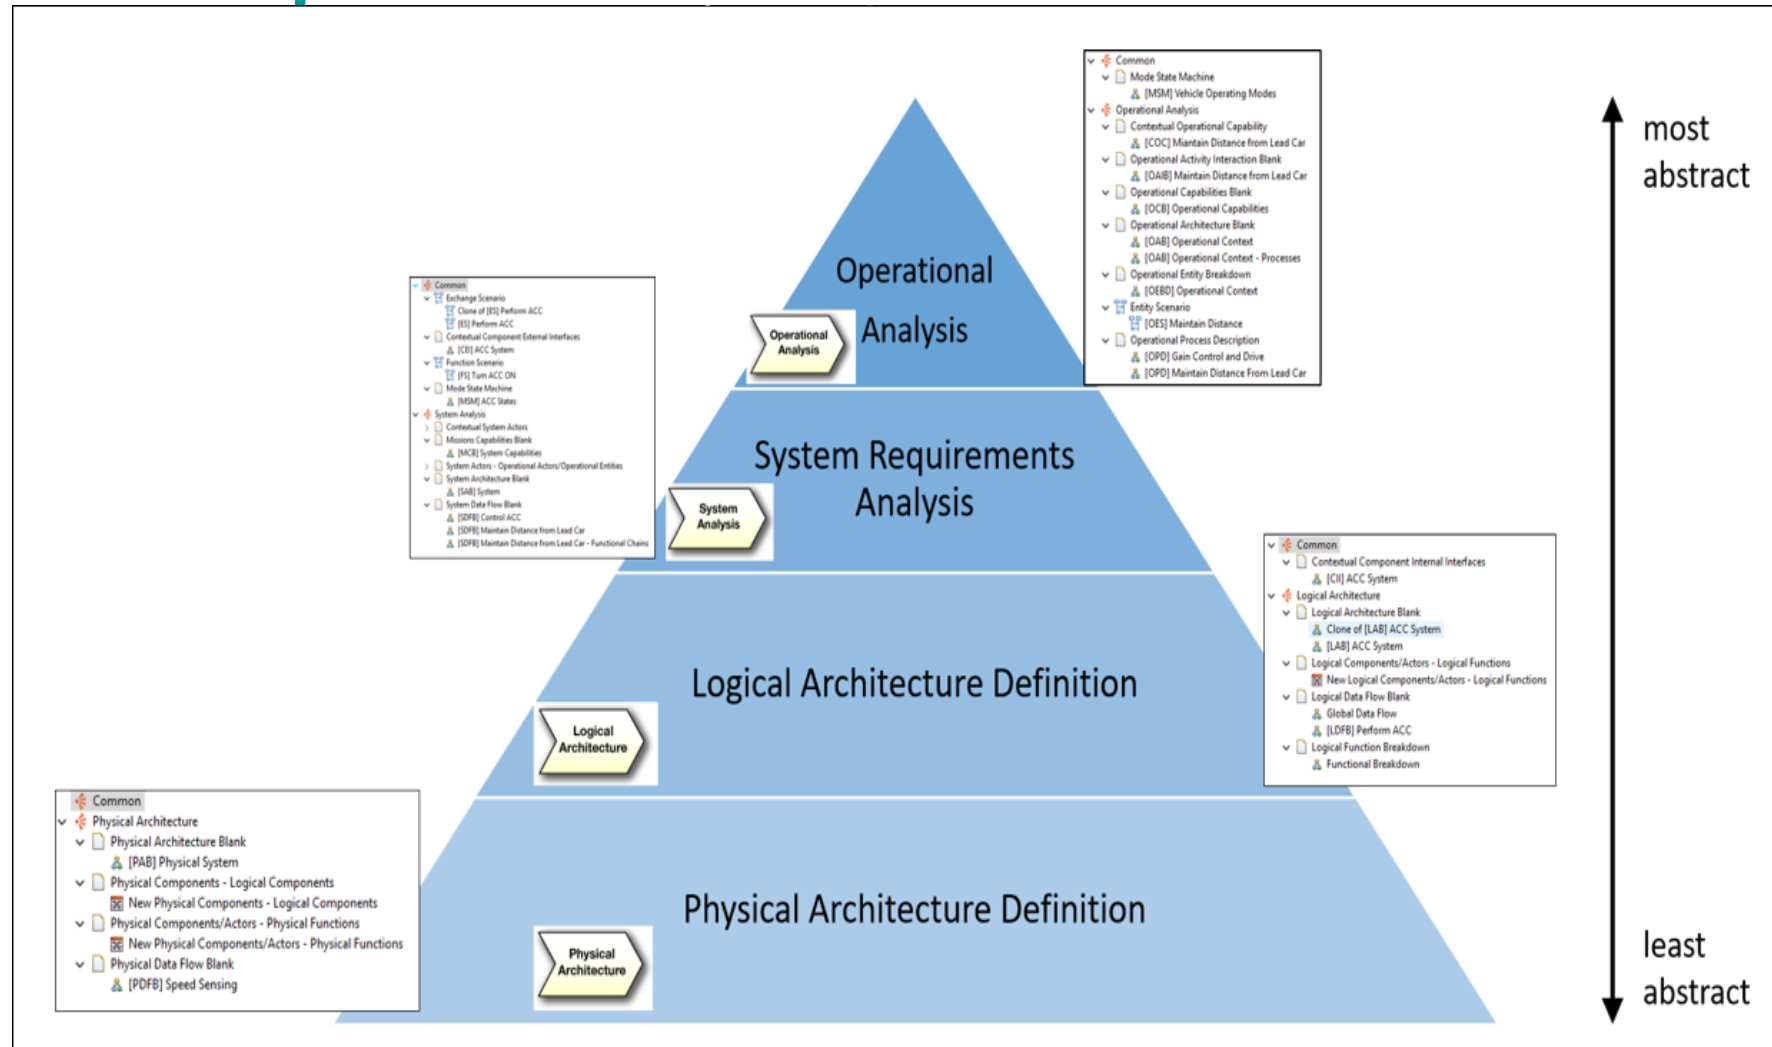 Common
Mode State Machine
[MSM] Vehicle Operating Modes
Operational Analysis
Contextual Operational Capability
[COC] Miantain Distance from Lead Car
Operational Activity Interaction Blank
[OAIB] Maintain Distance from Lead Car
Operational Capabilities Blank
[OCB] Operational Capabilities
Operational Architecture Blank
[OAB] Operational Context
[OAB] Operational Context - Processes
Operational Entity Breakdown
[OEBD] Operational Context
Entity Scenario
[OES] Maintain Distance
Operational Process Description
[OPD] Gain Control and Drive
[OPD] Maintain Distance From Lead Car
most
abstract
Operational
Analysis
Operational
Analysis
Common
Exchange Scenario
Clone of [ES] Perform ACC
[ES] Perform ACC
Contextual Component External Interfaces
[CEI] ACC System
Function Scenario
[FS] Turn ACC ON
Mode State Machine
[MSM] ACC States
System Analysis
Contextual System Actors
Missions Capabilities Blank
[MCB] System Capabilities
System Actors - Operational Actors/Operational Entities
System Architecture Blank
[SAB] System
System Data Flow Blank
[SDFB] Control ACC
[SDFB] Maintain Distance from Lead Car
[SDFB] Maintain Distance from Lead Car - Functional Chains
System Requirements
Analysis
System
Analysis
Common
Contextual Component Internal Interfaces
[CII] ACC System
Logical Architecture
Logical Architecture Blank
Clone of [LAB] ACC System
[LAB] ACC System
Logical Components/Actors - Logical Functions
New Logical Components/Actors - Logical Functions
Logical Data Flow Blank
Global Data Flow
[LDFB] Perform ACC
Logical Function Breakdown
Functional Breakdown
Logical Architecture Definition
Logical
Architecture
Common
Physical Architecture
Physical Architecture Blank
[PAB] Physical System
Physical Components - Logical Components
New Physical Components - Logical Components
Physical Components/Actors - Physical Functions
New Physical Components/Actors - Physical Functions
Physical Data Flow Blank
[PDFB] Speed Sensing
Physical Architecture Definition
Physical
Architecture
least
abstract